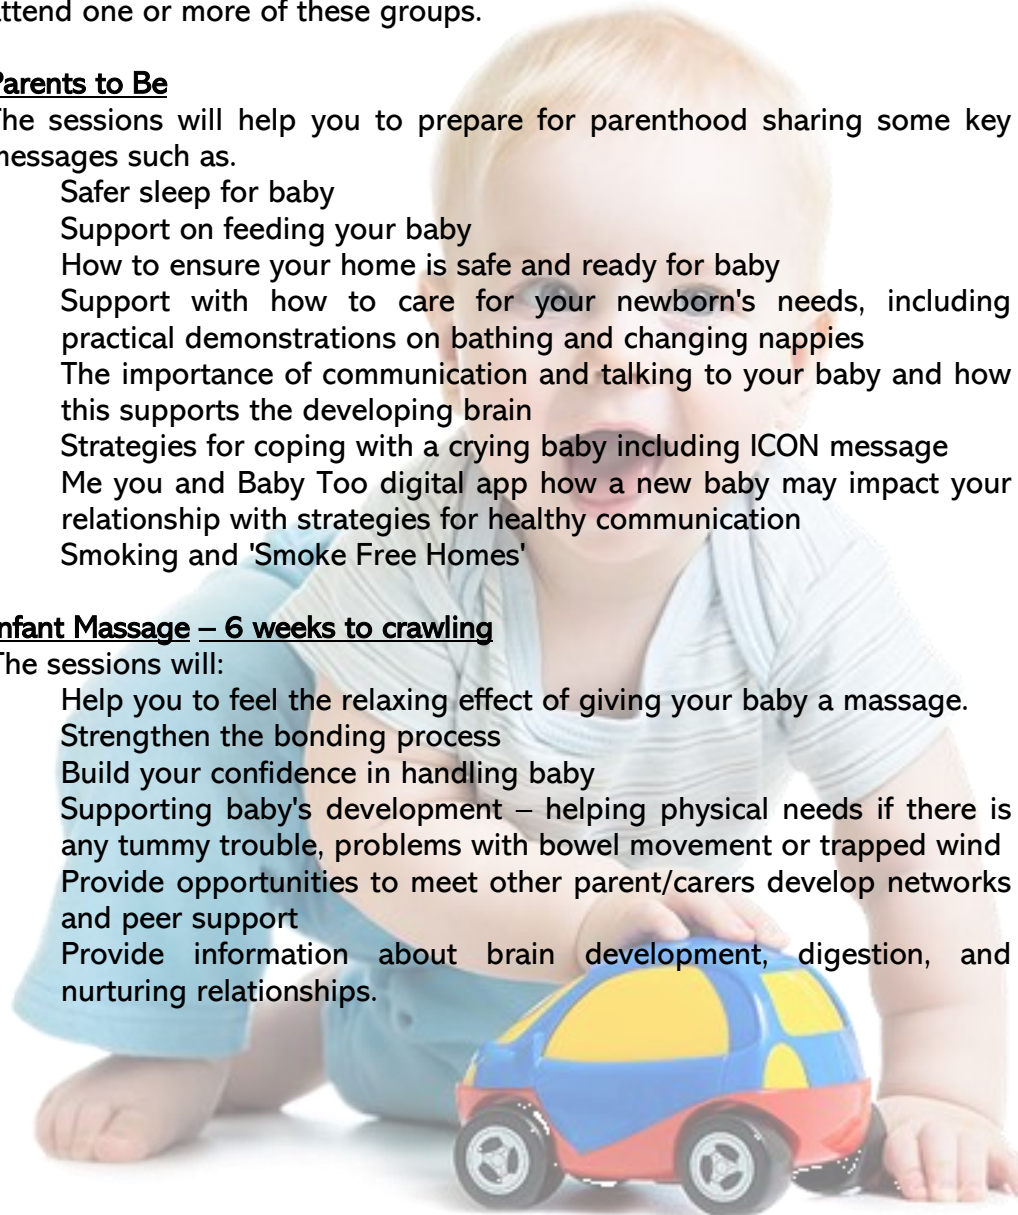 ttend one or more of these groups.
Parents to Be
The sessions will help you to prepare for parenthood sharing some key
messages such as.
Safer sleep for baby
Support on feeding your baby
How to ensure your home is safe and ready for baby
Support with how to care for your newborn's needs, including
practical demonstrations on bathing and changing nappies
The importance of communication and talking to your baby and how
this supports the developing brain
Strategies for coping with a crying baby including ICON message
Me you and Baby Too digital app how a new baby may impact your
relationship with strategies for healthy communication
Smoking and 'Smoke Free Homes'
Infant Massage – 6 weeks to crawling
The sessions will:
Help you to feel the relaxing effect of giving your baby a massage.
Strengthen the bonding process
Build your confidence in handling baby
Supporting baby's development – helping physical needs if there is
any tummy trouble, problems with bowel movement or trapped wind
Provide opportunities to meet other parent/carers develop networks
and peer support
Provide information about brain development, digestion, and
nurturing relationships.